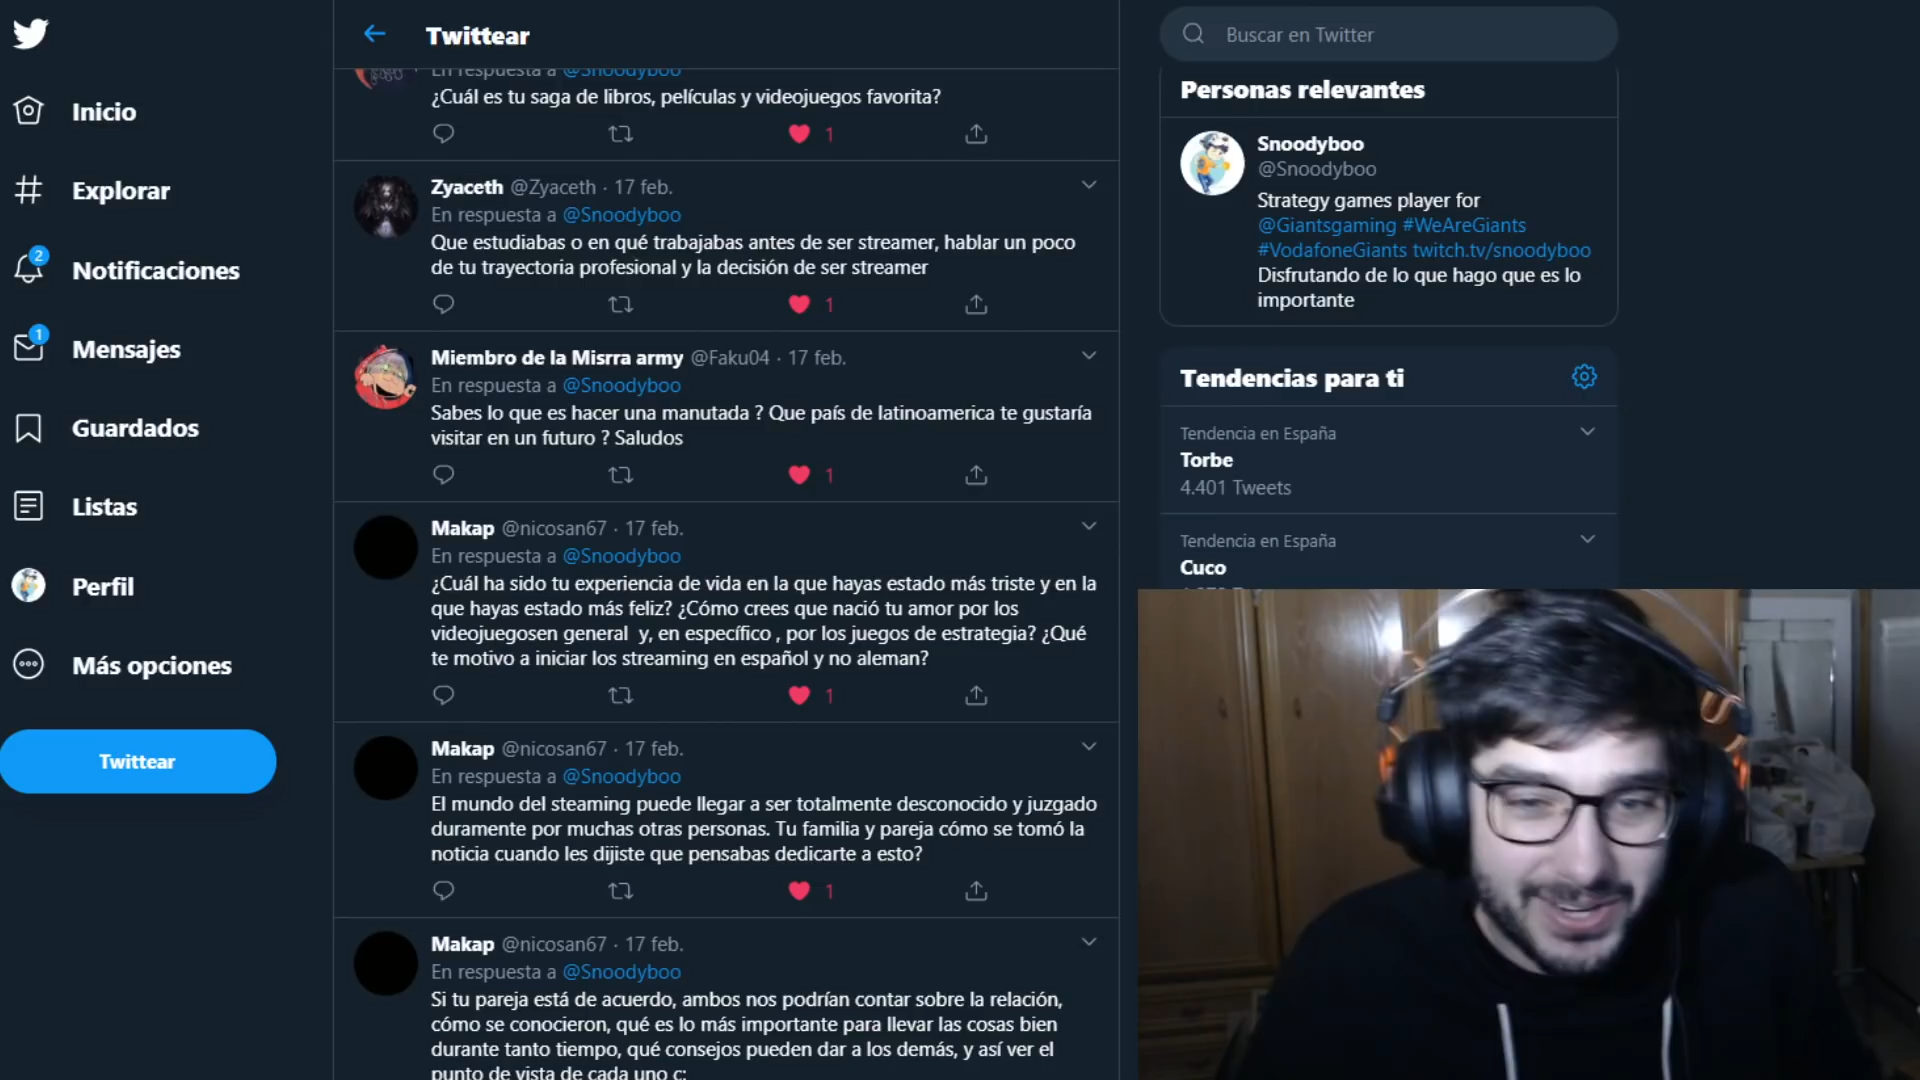 Inicio
Explorar
2
Notificaciones
1
Mensajes
Guardados
Listas
Perfil
Más opciones
Twittear
Twittear
En respuesta a @Snoodyboo
¿Cuál es tu saga de libros, películas y videojuegos favorita?
1
Zyaceth @Zyaceth · 17 feb.
En respuesta a @Snoodyboo
Que estudiabas o en qué trabajabas antes de ser streamer, hablar un poco
de tu trayectoria profesional y la decisión de ser streamer
1
Miembro de la Misrra army @Faku04 · 17 feb.
En respuesta a @Snoodyboo
Sabes lo que es hacer una manutada ? Que país de latinoamerica te gustaría
visitar en un futuro ? Saludos
1
Makap @nicosan67 · 17 feb.
En respuesta a @Snoodyboo
¿Cuál ha sido tu experiencia de vida en la que hayas estado más triste y en la
que hayas estado más feliz? ¿Cómo crees que nació tu amor por los
videojuegosen general  y, en específico , por los juegos de estrategia? ¿Qué
te motivo a iniciar los streaming en español y no aleman?
1
Makap @nicosan67 · 17 feb.
En respuesta a @Snoodyboo
El mundo del steaming puede llegar a ser totalmente desconocido y juzgado
duramente por muchas otras personas. Tu familia y pareja cómo se tomó la
noticia cuando les dijiste que pensabas dedicarte a esto?
1
Makap @nicosan67 · 17 feb.
En respuesta a @Snoodyboo
Si tu pareja está de acuerdo, ambos nos podrían contar sobre la relación,
cómo se conocieron, qué es lo más importante para llevar las cosas bien
durante tanto tiempo, qué consejos pueden dar a los demás, y así ver el
punto de vista de cada uno c:
Buscar en Twitter
Personas relevantes
Snoodyboo
@Snoodyboo
Strategy games player for
@Giantsgaming #WeAreGiants
#VodafoneGiants twitch.tv/snoodyboo
Disfrutando de lo que hago que es lo
importante
Tendencias para ti
Tendencia en España
Torbe
4.401 Tweets
Tendencia en España
Cuco